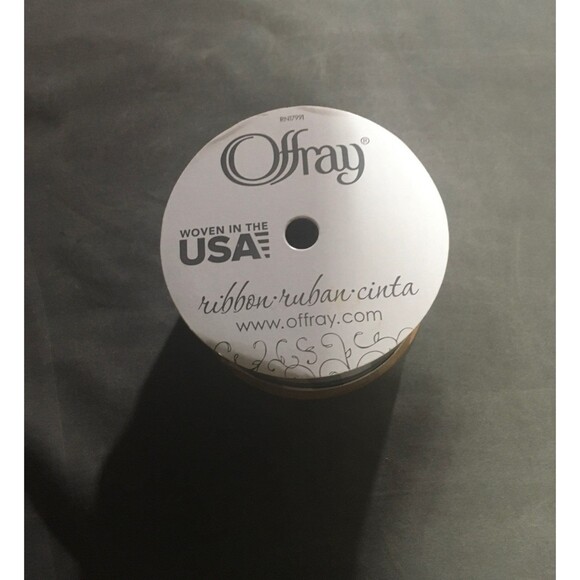 Offray®
WOVEN IN THE
USA
ribbon·ruban·cinta
www.offray.com